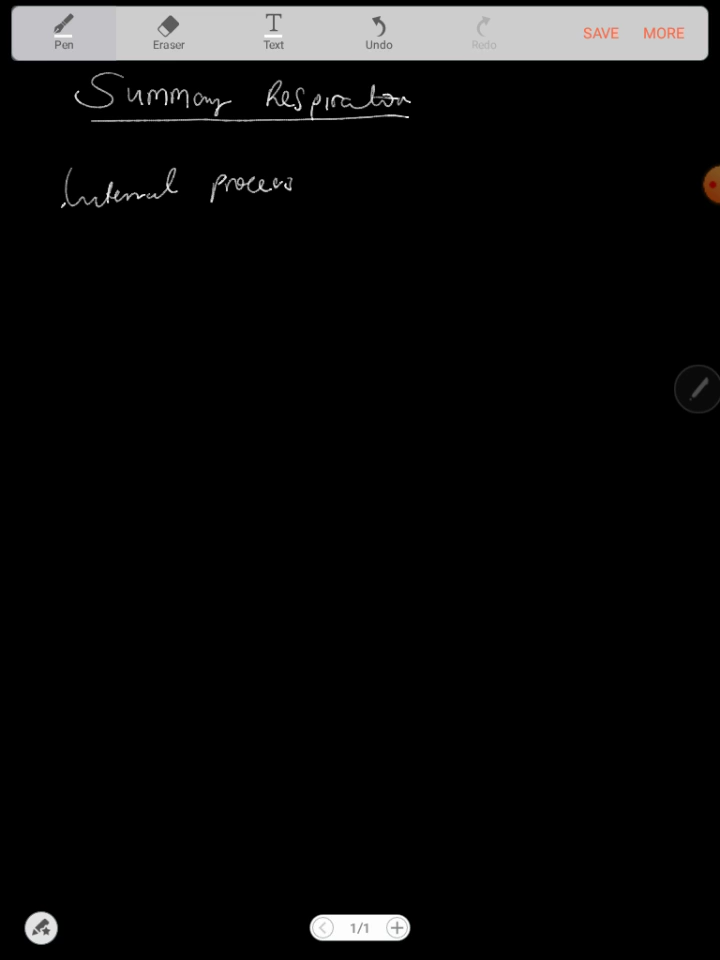 Pen Eraser Text Undo Redo SAVE MORE
Summary Respiration
Internal process
1/1